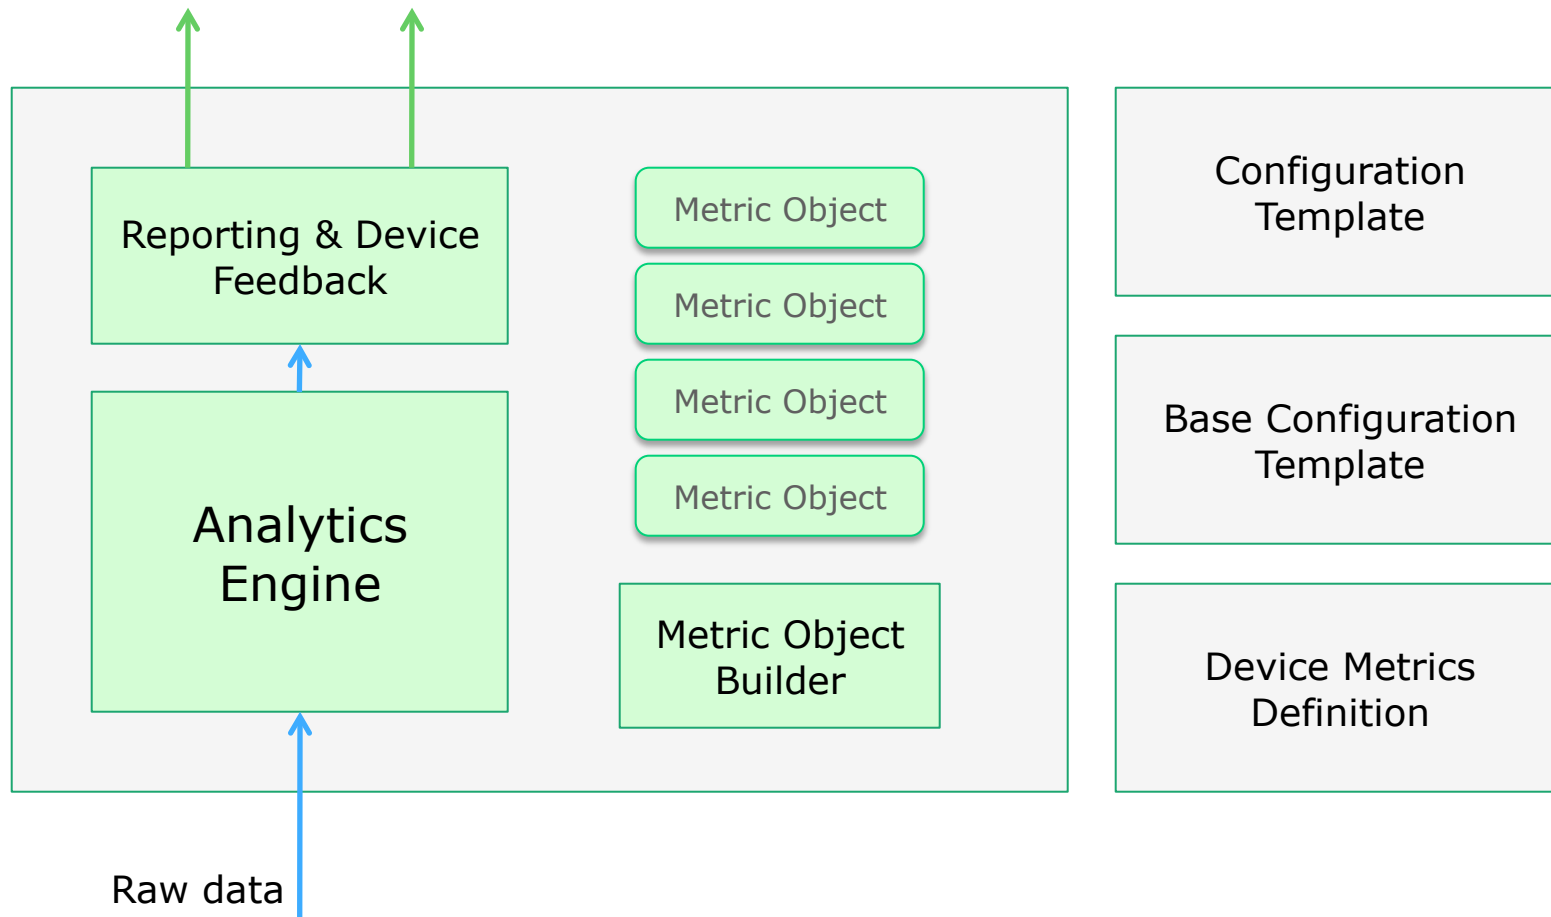 Reporting & Device
Feedback
Analytics
Engine
Raw data
Metric Object
Metric Object
Metric Object
Metric Object
Metric Object
Builder
Configuration
Template
Base Configuration
Template
Device Metrics
Definition